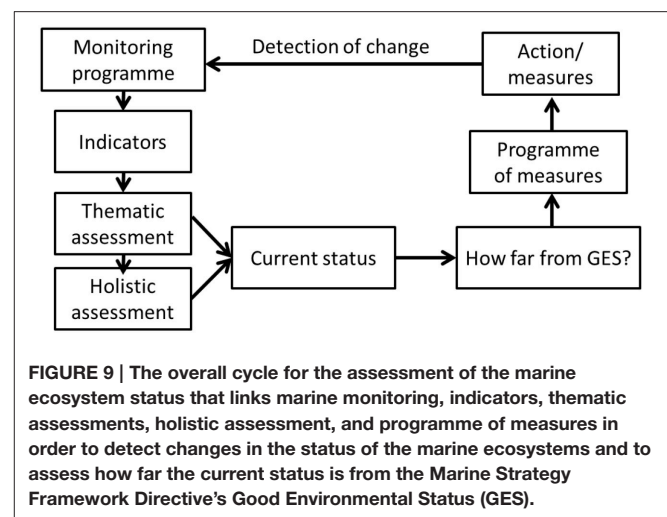 Monitoring
programme
Detection of change
Action/
measures
Indicators
Programme
of measures
Thematic
assessment
Current status
How far from GES?
Holistic
assessment
FIGURE 9 | The overall cycle for the assessment of the marine
ecosystem status that links marine monitoring, indicators, thematic
assessments, holistic assessment, and programme of measures in
order to detect changes in the status of the marine ecosystems and to
assess how far the current status is from the Marine Strategy
Framework Directive's Good Environmental Status (GES).